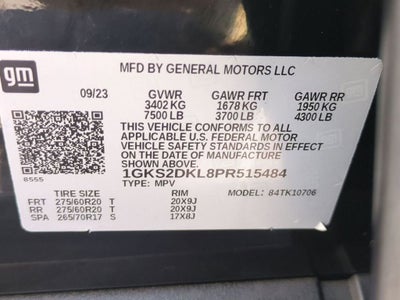 gm
MFD BY GENERAL MOTORS LLC
09/23 GVWR GAWR FRT GAWR RR
3402 KG 1678 KG 1950 KG
7500 LB 3700 LB 4300 LB
THIS VEHICLE CONFORMS TO ALL
APPLICABLE U.S. FEDERAL MOTOR
VEHICLE SAFETY STANDARDS IN EFFECT
ON THE DATE OF MANUFACTURE
SHOWN ABOVE.
8555 1GKS2DKL8PR515484
TYPE: MPV MODEL: 84TK10706
TIRE SIZE RIM
FRT 275/60R20 T 20X9J
RR 275/60R20 T 20X9J
SPA 265/70R17 S 17X8J